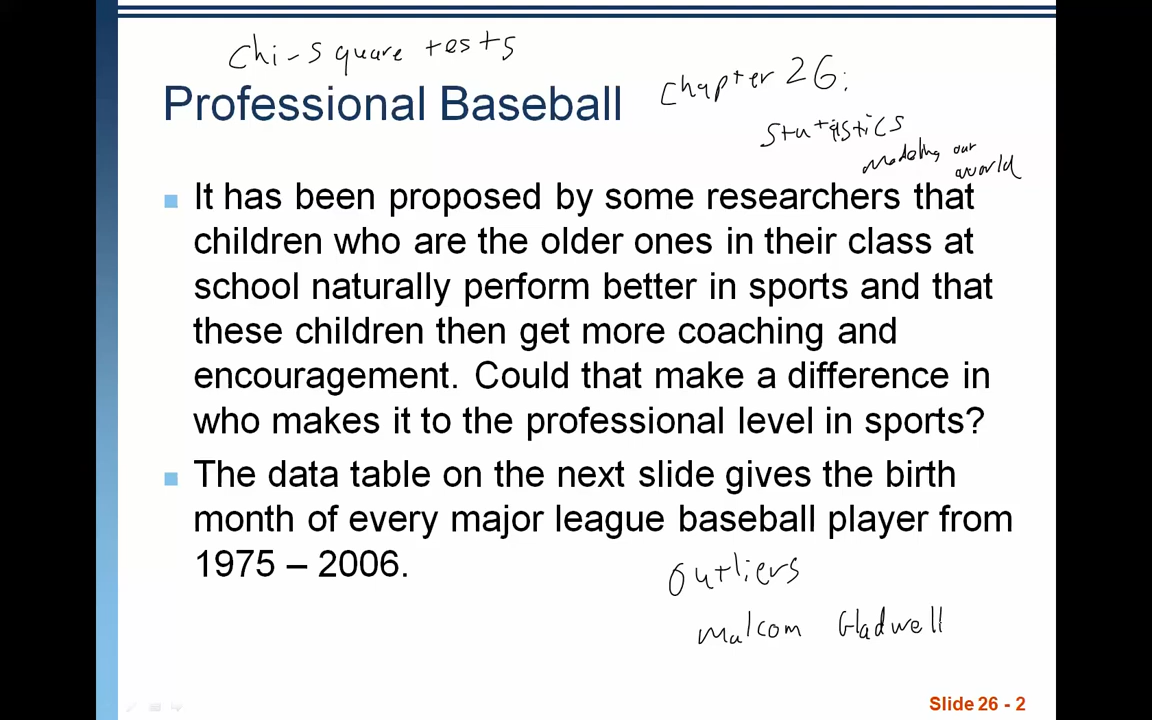 Chi-Square tests
Professional Baseball
Chapter 26:
Statistics
modeling our
world
It has been proposed by some researchers that
children who are the older ones in their class at
school naturally perform better in sports and that
these children then get more coaching and
encouragement. Could that make a difference in
who makes it to the professional level in sports?
The data table on the next slide gives the birth
month of every major league baseball player from
1975 – 2006.
Outliers
Malcom Gladwell
Slide 26 - 2